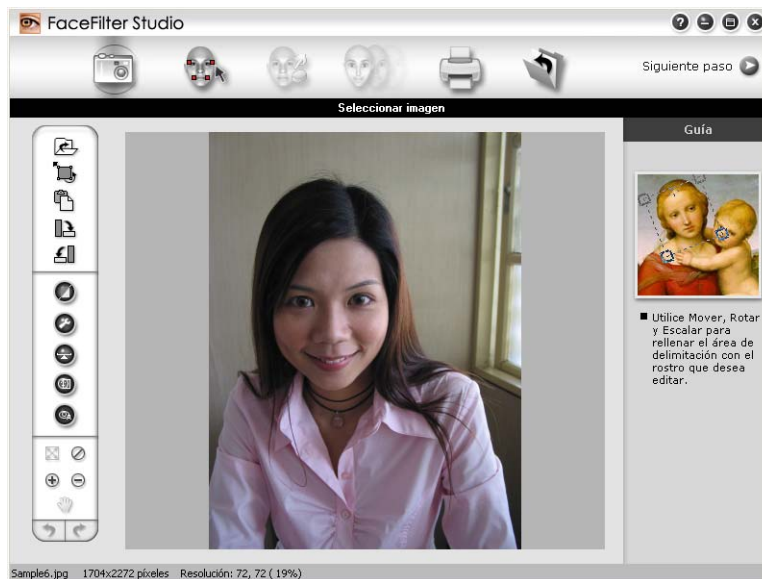 FaceFilter Studio
Siguiente paso
Seleccionar imagen
Guía
Utilice Mover, Rotar
y Escalar para
rellenar el área de
delimitación con el
rostro que desea
editar.
Sample6.jpg 1704x2272 píxeles Resolución: 72, 72 ( 19%)